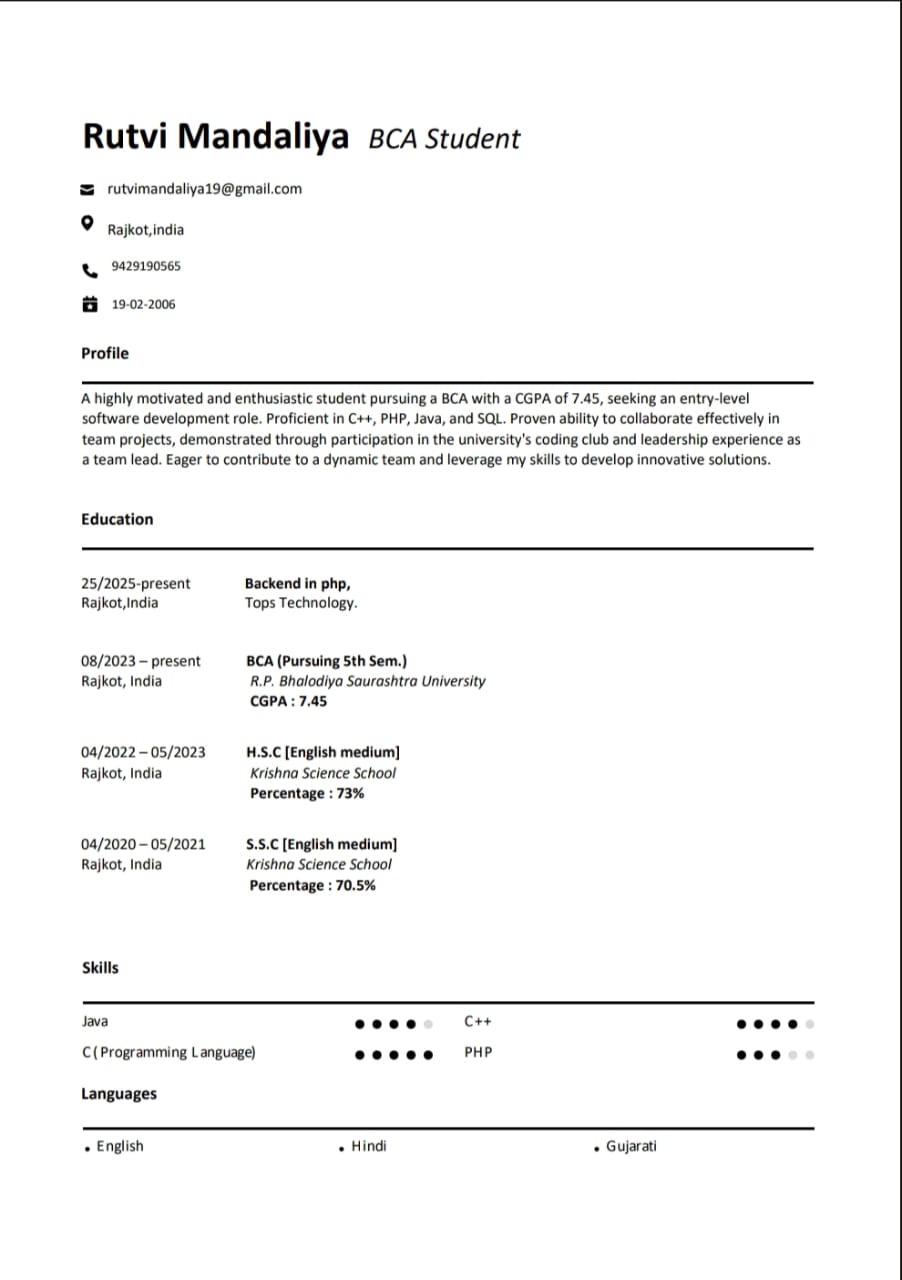 Rutvi Mandaliya BCA Student
rutvimandaliya19@gmail.com
Rajkot,india
9429190565
19-02-2006
Profile
A highly motivated and enthusiastic student pursuing a BCA with a CGPA of 7.45, seeking an entry-level
software development role. Proficient in C++, PHP, Java, and SQL. Proven ability to collaborate effectively in
team projects, demonstrated through participation in the university's coding club and leadership experience as
a team lead. Eager to contribute to a dynamic team and leverage my skills to develop innovative solutions.
Education
25/2025-present Backend in php,
Rajkot,India Tops Technology.
08/2023 – present BCA (Pursuing 5th Sem.)
Rajkot, India R.P. Bhalodiya Saurashtra University
CGPA : 7.45
04/2022 – 05/2023 H.S.C [English medium]
Rajkot, India Krishna Science School
Percentage : 73%
04/2020 – 05/2021 S.S.C [English medium]
Rajkot, India Krishna Science School
Percentage : 70.5%
Skills
Java C++
C( Programming Language) PHP
Languages
• English • Hindi • Gujarati